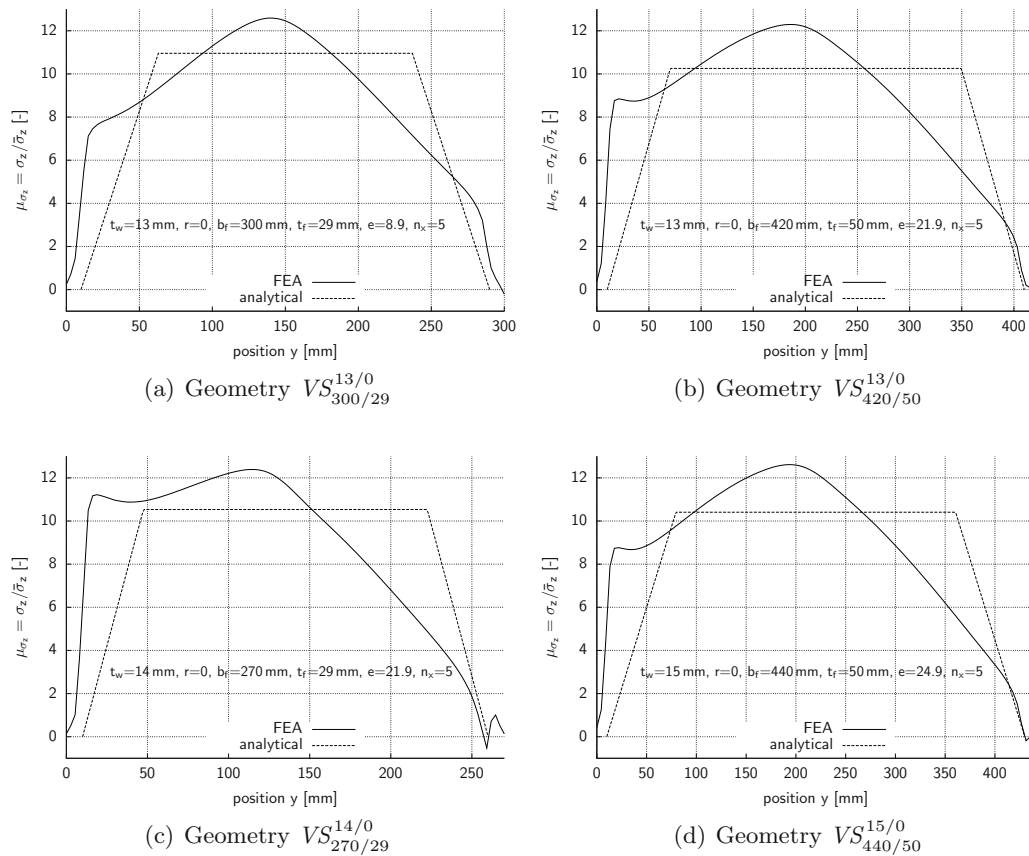 12
10
8
6
4
2
0
μσz = σz/σ̄z [-]
tw=13 mm, r=0, bf=300 mm, tf=29 mm, e=8.9, nx=5
FEA
analytical
0 50 100 150 200 250 300
position y [mm]
(a) Geometry VS 13/0 300/29
12
10
8
6
4
2
0
μσz = σz/σ̄z [-]
tw=13 mm, r=0, bf=420 mm, tf=50 mm, e=21.9, nx=5
FEA
analytical
0 50 100 150 200 250 300 350 400
position y [mm]
(b) Geometry VS 13/0 420/50
12
10
8
6
4
2
0
μσz = σz/σ̄z [-]
tw=14 mm, r=0, bf=270 mm, tf=29 mm, e=21.9, nx=5
FEA
analytical
0 50 100 150 200 250
position y [mm]
(c) Geometry VS 14/0 270/29
12
10
8
6
4
2
0
μσz = σz/σ̄z [-]
tw=15 mm, r=0, bf=440 mm, tf=50 mm, e=24.9, nx=5
FEA
analytical
0 50 100 150 200 250 300 350 400
position y [mm]
(d) Geometry VS 15/0 440/50